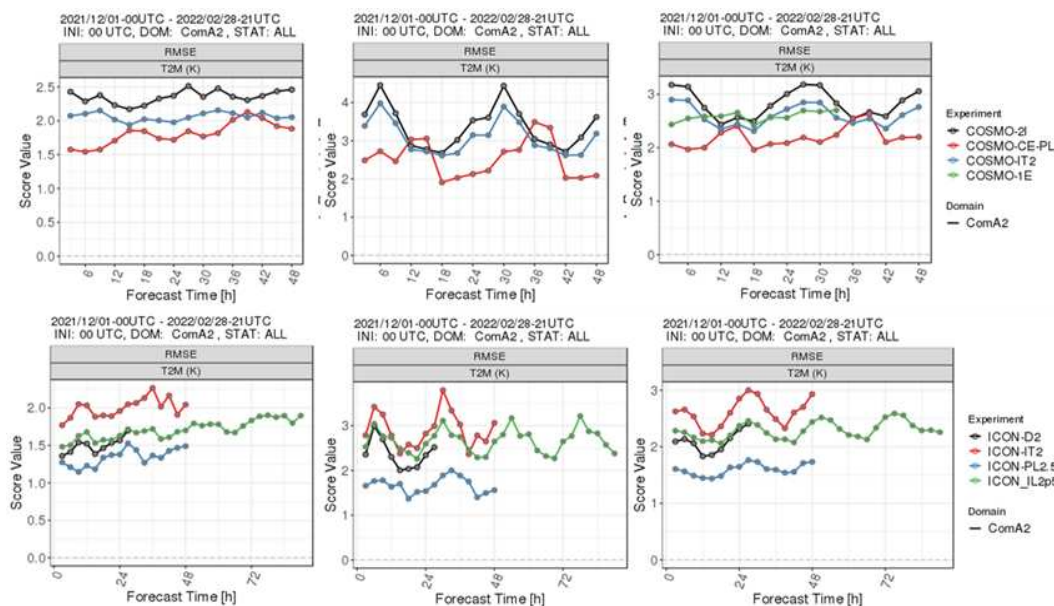 2021/12/01-00UTC - 2022/02/28-21UTC
INI: 00 UTC, DOM: ComA2 , STAT: ALL
RMSE
T2M (K)
Score Value
2.5
2.0
1.5
1.0
0.5
0.0
6 12 18 24 30 36 42 48
Forecast Time [h]
2021/12/01-00UTC - 2022/02/28-21UTC
INI: 00 UTC, DOM: ComA2 , STAT: ALL
RMSE
T2M (K)
Score Value
4
3
2
1
0
6 12 18 24 30 36 42 48
Forecast Time [h]
2021/12/01-00UTC - 2022/02/28-21UTC
INI: 00 UTC, DOM: ComA2 , STAT: ALL
RMSE
T2M (K)
Score Value
3
2
1
0
6 12 18 24 30 36 42 48
Forecast Time [h]
Experiment
COSMO-2I
COSMO-CE-PL
COSMO-IT2
COSMO-1E
Domain
ComA2
2021/12/01-00UTC - 2022/02/28-21UTC
INI: 00 UTC, DOM: ComA2 , STAT: ALL
RMSE
T2M (K)
Score Value
2.0
1.5
1.0
0.5
0.0
0 24 48 72
Forecast Time [h]
2021/12/01-00UTC - 2022/02/28-21UTC
INI: 00 UTC, DOM: ComA2 , STAT: ALL
RMSE
T2M (K)
Score Value
3
2
1
0
0 24 48 72
Forecast Time [h]
2021/12/01-00UTC - 2022/02/28-21UTC
INI: 00 UTC, DOM: ComA2 , STAT: ALL
RMSE
T2M (K)
Score Value
3
2
1
0
0 24 48 72
Forecast Time [h]
Experiment
ICON-D2
ICON-IT2
ICON-PL2.5
ICON_IL2p5
Domain
ComA2